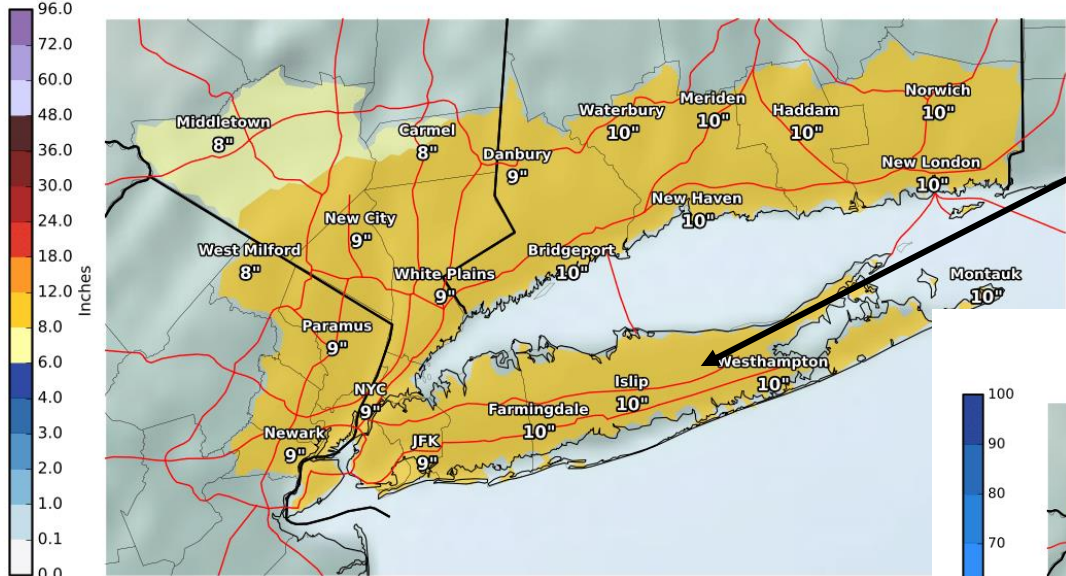 96.0
72.0
60.0
48.0
36.0
30.0
24.0
18.0
12.0
8.0
6.0
4.0
3.0
2.0
1.0
0.1
0.0
Inches
Middletown
8"
Carmel
8"
Danbury
9"
Waterbury
10"
Meriden
10"
Haddam
10"
Norwich
10"
New London
10"
New Haven
10"
New City
9"
West Milford
8"
White Plains
9"
Bridgeport
10"
Montauk
10"
Paramus
9"
NYC
9"
Islip
10"
Westhampton
10"
Farmingdale
10"
Newark
9"
JFK
9"
100
90
80
70